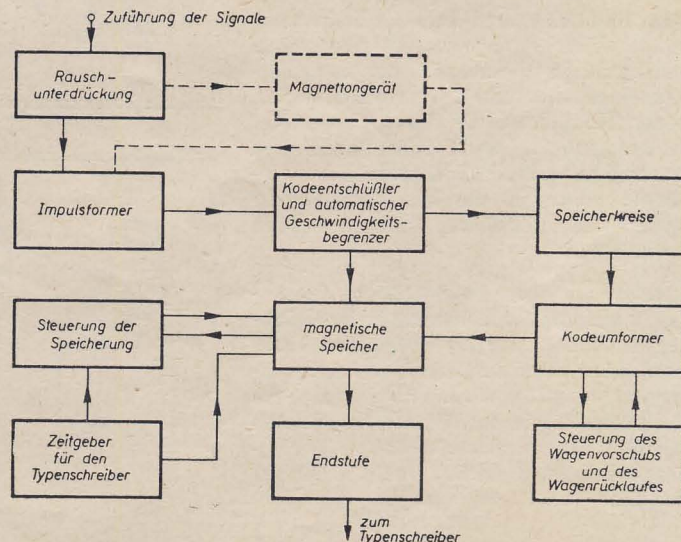 Zuführung der Signale
Rausch-
unterdrückung
Magnettongerät
Impulsformer
Kodeentschlüßler
und automatischer
Geschwindigkeits-
begrenzer
Speicherkreise
Steuerung der
Speicherung
magnetische
Speicher
Kodeumformer
Zeitgeber
für den
Typenschreiber
Endstufe
Steuerung des
Wagenvorschubs
und des
Wagenrücklaufes
zum
Typenschreiber